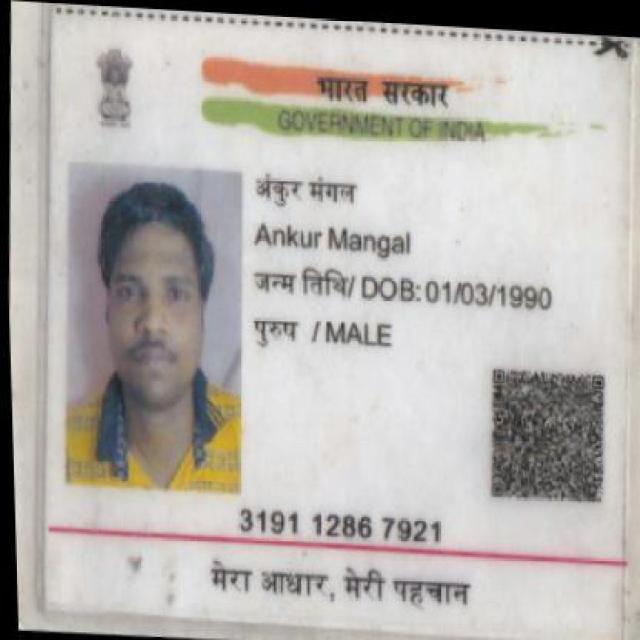 भारत सरकार
GOVERNMENT OF INDIA
अंकुर मंगल
Ankur Mangal
जन्म तिथि/ DOB: 01/03/1990
पुरुष / MALE
3191 1286 7921
मेरा आधार, मेरी पहचान